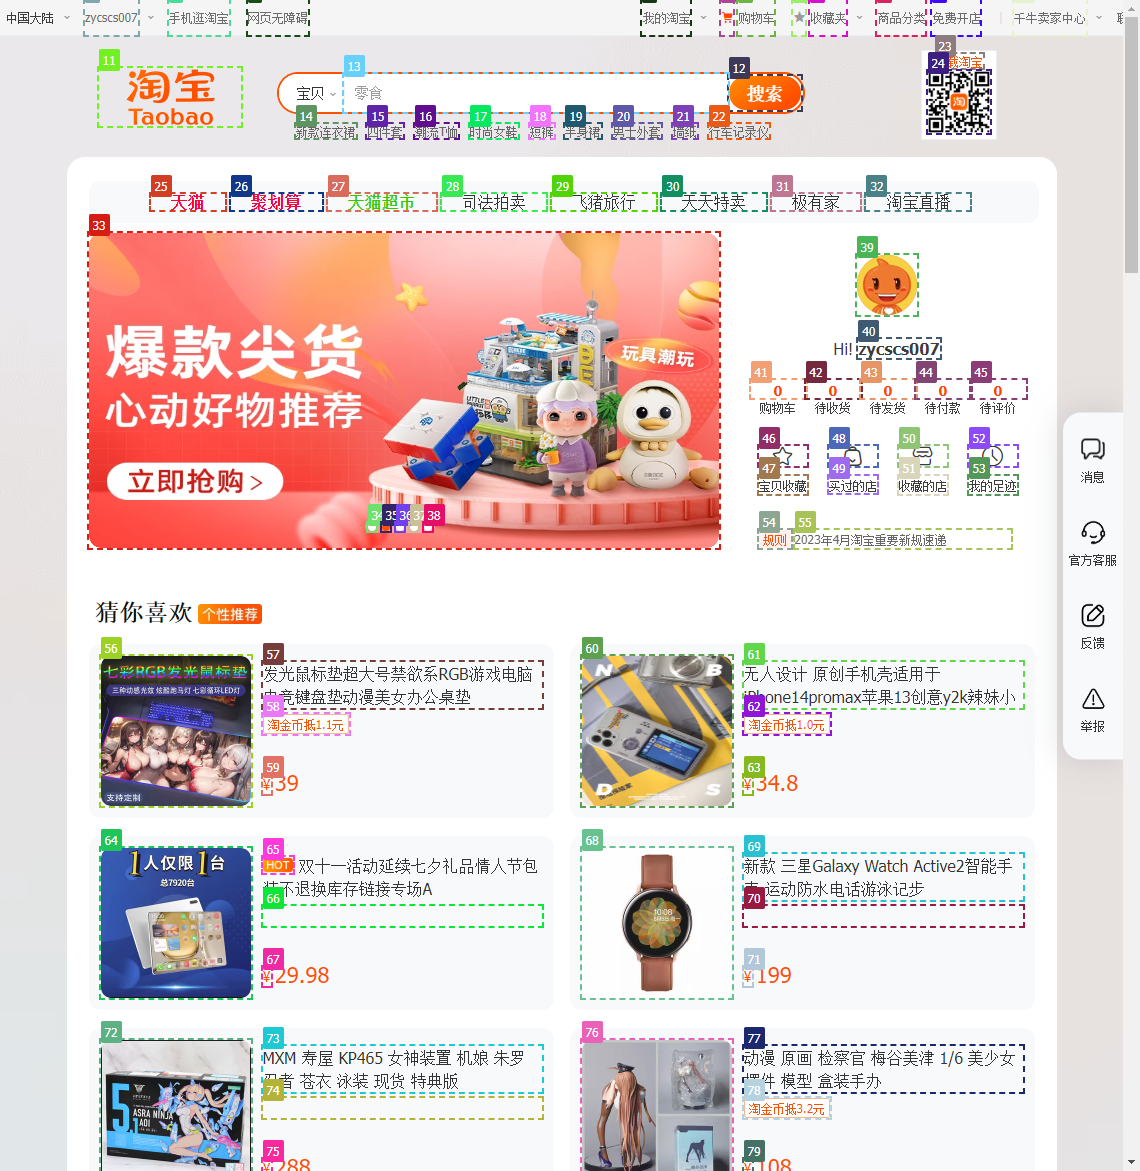 中国大陆 zycscs007 手机逛淘宝 网页无障碍 我的淘宝 购物车 收藏夹 商品分类 免费开店 千牛卖家中心
11 淘宝
Taobao
宝贝 13 零食 12 搜索
23
24 淘宝
14 15 16 17 18 19 20 21 22
新款连衣裙 四件套 潮流T恤 时尚女鞋 短裤 半身裙 男士外套 墙纸 行车记录仪
25 26 27 28 29 30 31 32
天猫 聚划算 天猫超市 司法拍卖 飞猪旅行 天天特卖 极有家 淘宝直播
33
爆款尖货
心动好物推荐
立即抢购>
玩具潮玩
34 35 36 37 38
39
40
Hi! zycscs007
41 42 43 44 45
0 0 0 0 0
购物车 待收货 待发货 待付款 待评价
46 48 50 52
47 49 51 53
宝贝收藏 买过的店 收藏的店 我的足迹
54 55
规则 2023年4月淘宝重要新规速递
消息
官方客服
反馈
举报
猜你喜欢 个性推荐
56
七彩RGB发光鼠标垫
三种动感光效 炫酷跑马灯 七彩循环LED灯
支持定制
57
发光鼠标垫超大号禁欲系RGB游戏电脑
电竞键盘垫动漫美女办公桌垫
58
淘金币抵1.1元
59
¥39
60
N B
D S
61
无人设计 原创手机壳适用于
iPhone14promax苹果13创意y2k辣妹小
62
淘金币抵1.0元
63
¥34.8
64
1人仅限1台
总7920台
65
HOT 双十一活动延续七夕礼品情人节包
装不退换库存链接专场A
66
67
¥29.98
68
10:08
69
新款 三星Galaxy Watch Active2智能手
表 运动防水电话游泳记步
70
71
¥199
72
5.1
ASRA NINJA
AOI
73
MXM 寿屋 KP465 女神装置 机娘 朱罗
忍者 苍衣 泳装 现货 特典版
74
75
¥288
76
77
动漫 原画 检察官 梅谷美津 1/6 美少女
摆件 模型 盒装手办
78
淘金币抵3.2元
79
¥108